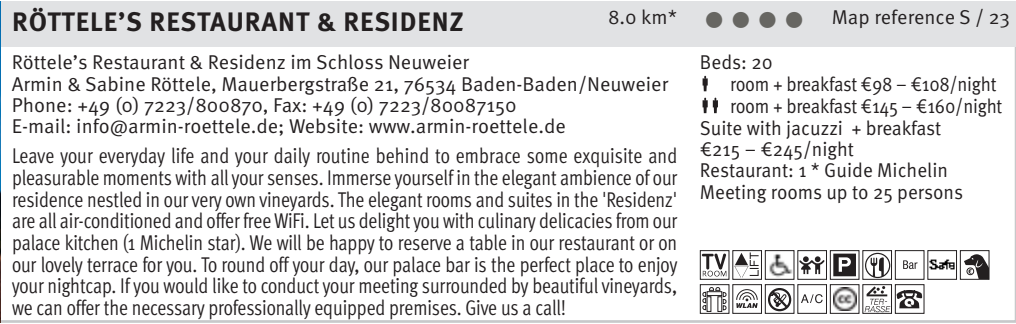 RÖTTELE’S RESTAURANT & RESIDENZ 8.0 km* Map reference S / 23
Röttele’s Restaurant & Residenz im Schloss Neuweier
Armin & Sabine Röttele, Mauerbergstraße 21, 76534 Baden-Baden/Neuweier
Phone: +49 (0) 7223/800870, Fax: +49 (0) 7223/80087150
E-mail: info@armin-roettele.de; Website: www.armin-roettele.de
Leave your everyday life and your daily routine behind to embrace some exquisite and
pleasurable moments with all your senses. Immerse yourself in the elegant ambience of our
residence nestled in our very own vineyards. The elegant rooms and suites in the 'Residenz'
are all air-conditioned and offer free WiFi. Let us delight you with culinary delicacies from our
palace kitchen (1 Michelin star). We will be happy to reserve a table in our restaurant or on
our lovely terrace for you. To round off your day, our palace bar is the perfect place to enjoy
your nightcap. If you would like to conduct your meeting surrounded by beautiful vineyards,
we can offer the necessary professionally equipped premises. Give us a call!
Beds: 20
room + breakfast €98 – €108/night
room + breakfast €145 – €160/night
Suite with jacuzzi + breakfast
€215 – €245/night
Restaurant: 1 * Guide Michelin
Meeting rooms up to 25 persons
TV ROOM LIFT P Bar Safe
WLAN A/C CC TER-RASSE